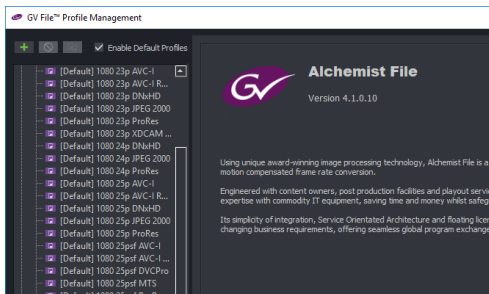 GV File™ Profile Management
Enable Default Profiles
[Default] 1080 23p AVC-I
[Default] 1080 23p AVC-I R...
[Default] 1080 23p DNxHD
[Default] 1080 23p JPEG 2000
[Default] 1080 23p ProRes
[Default] 1080 23p XDCAM ...
[Default] 1080 24p DNxHD
[Default] 1080 24p JPEG 2000
[Default] 1080 24p ProRes
[Default] 1080 25p AVC-I
[Default] 1080 25p AVC-I R...
[Default] 1080 25p DNxHD
[Default] 1080 25p JPEG 2000
[Default] 1080 25p ProRes
[Default] 1080 25psf AVC-I
[Default] 1080 25psf AVC-I ...
[Default] 1080 25psf DVCPro
[Default] 1080 25psf MTS
GV
Alchemist File
Version 4.1.0.10
Using unique award-winning image processing technology, Alchemist File is a
motion compensated frame rate conversion.
Engineered with content owners, post production facilities and playout servi
expertise with commodity IT equipment, saving time and money whilst safeg
Its simplicity of integration, Service Orientated Architecture and floating licen
changing business requirements, offering seamless global program exchange